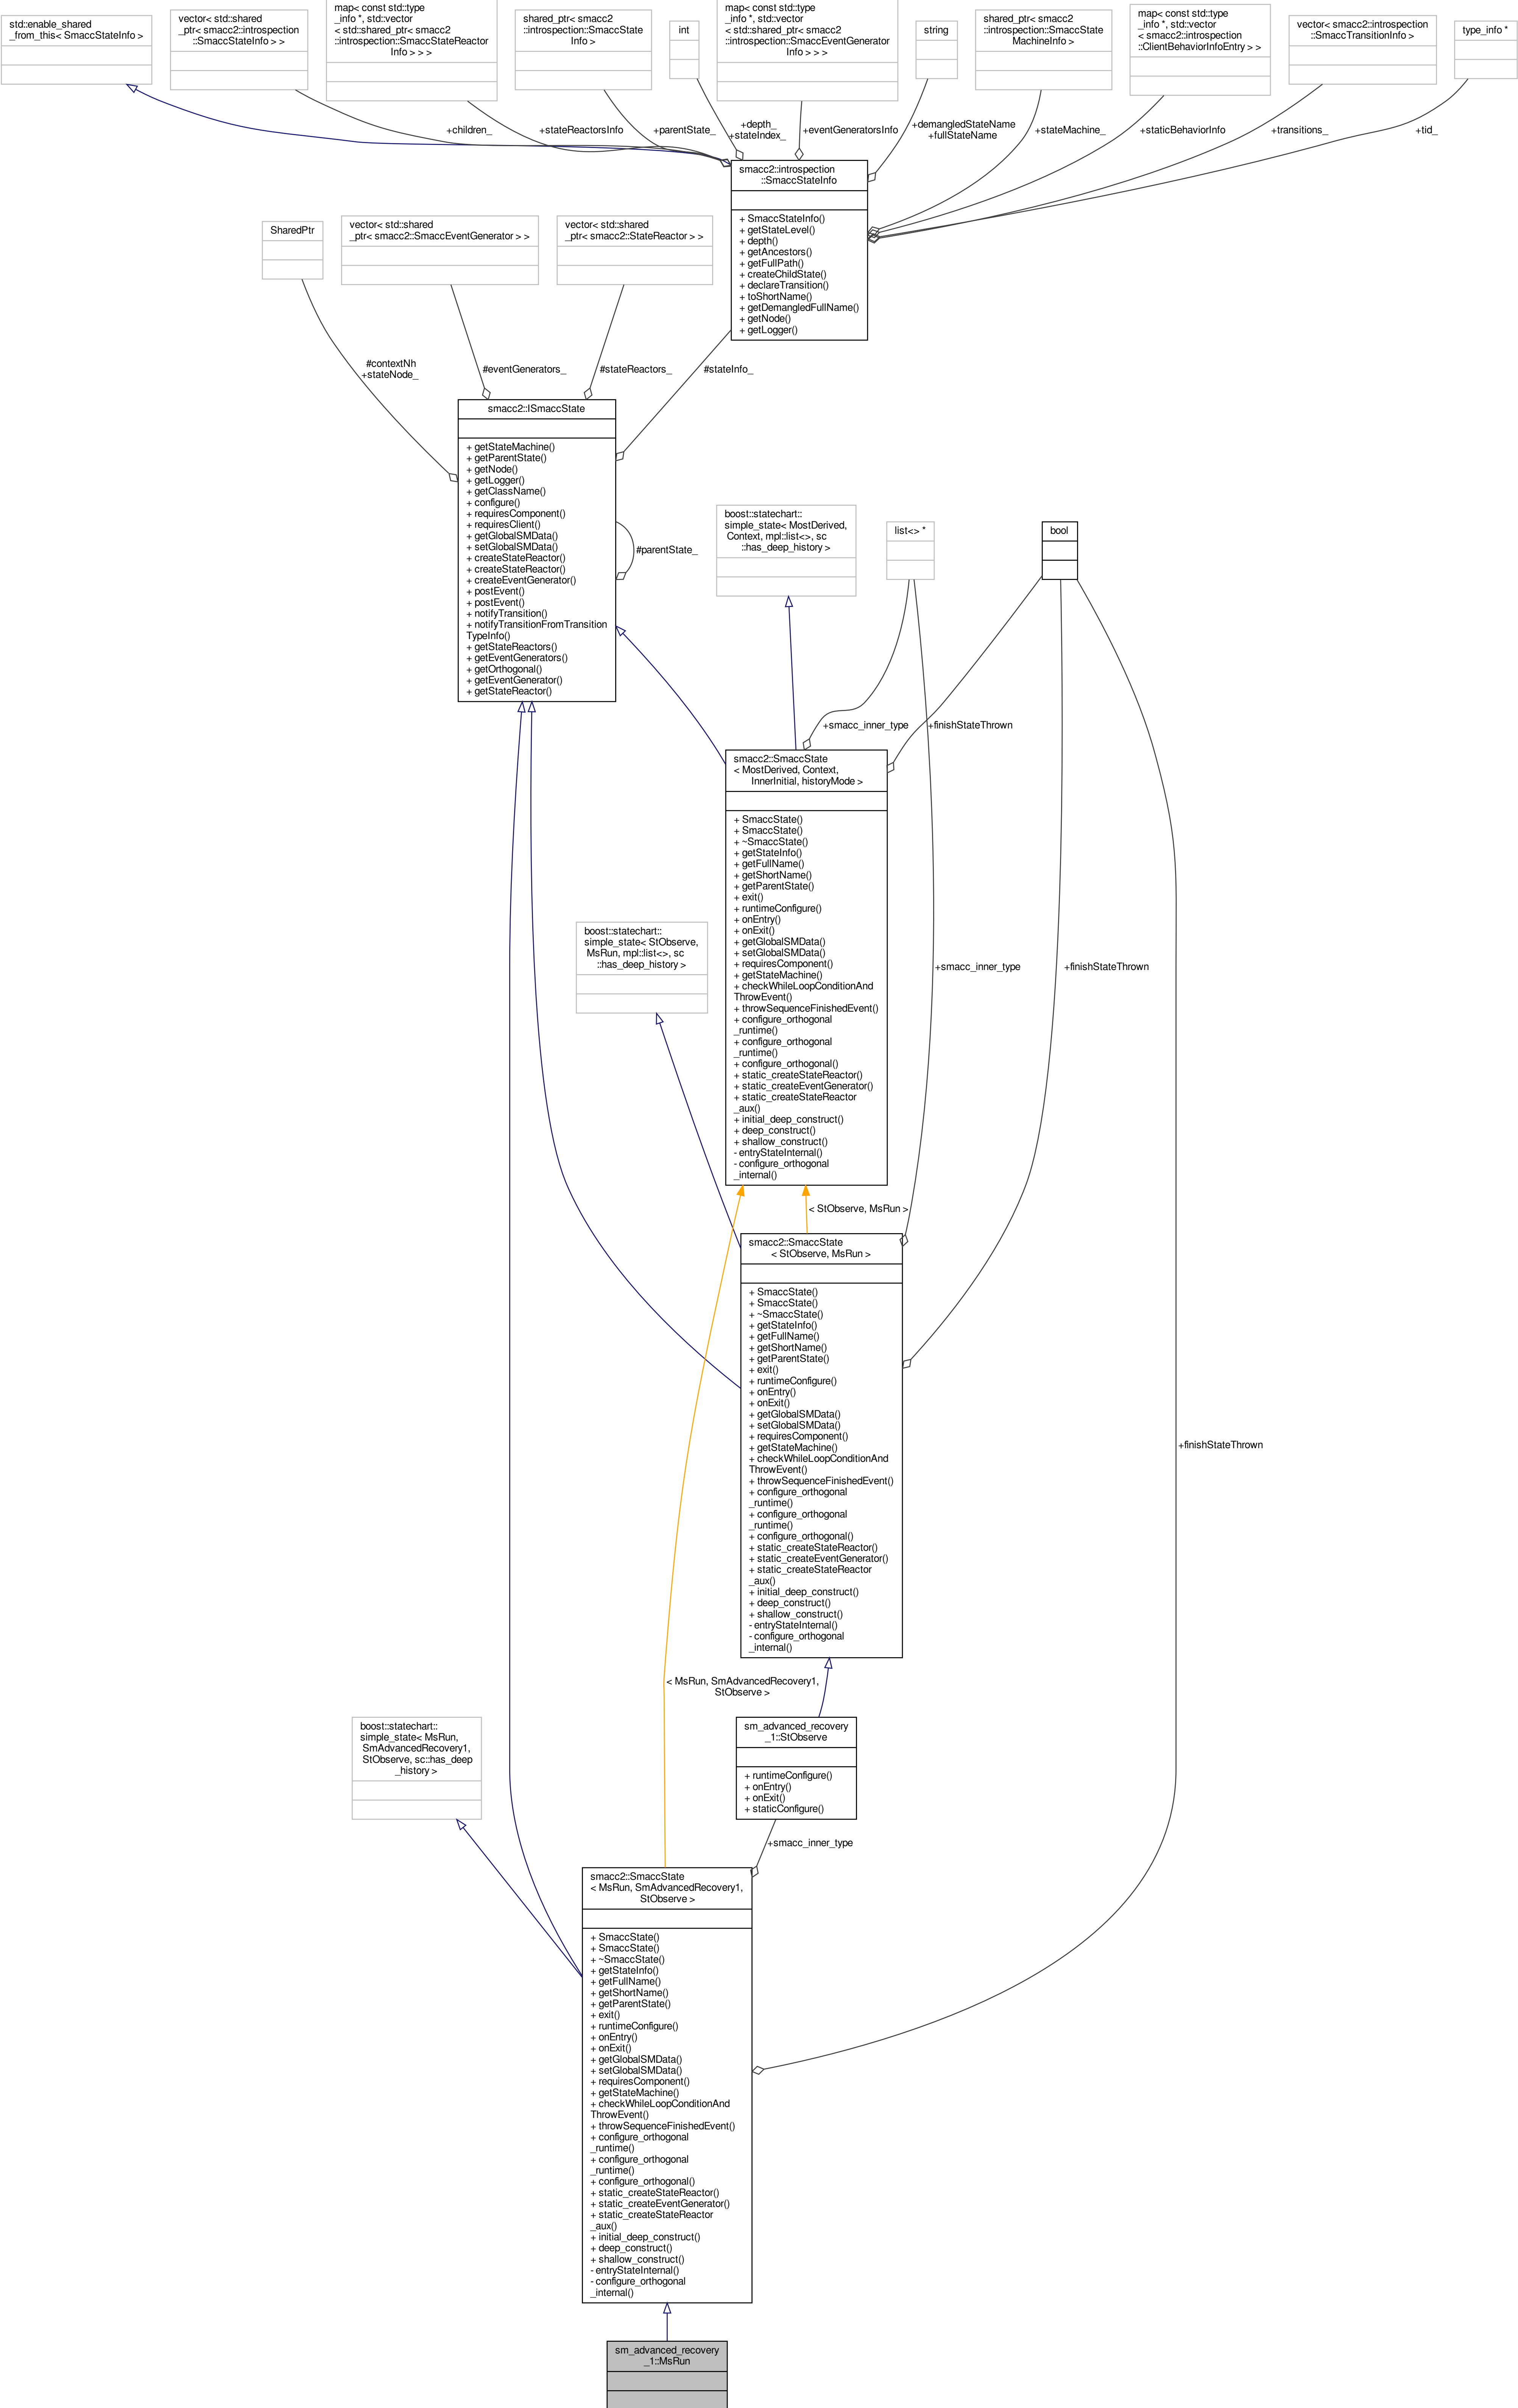 std::enable_shared
_from_this< SmaccStateInfo >
vector< std::shared
_ptr< smacc2::introspection
::SmaccStateInfo > >
map< const std::type
_info *, std::vector
< std::shared_ptr< smacc2
::introspection::SmaccStateReactor
Info > > >
shared_ptr< smacc2
::introspection::SmaccState
Info >
int
map< const std::type
_info *, std::vector
< std::shared_ptr< smacc2
::introspection::SmaccEventGenerator
Info > > >
string
shared_ptr< smacc2
::introspection::SmaccState
MachineInfo >
map< const std::type
_info *, std::vector
< smacc2::introspection
::ClientBehaviorInfoEntry > >
vector< smacc2::introspection
::SmaccTransitionInfo >
type_info *
+children_
+stateReactorsInfo
+parentState_
+depth_
+stateIndex_
+eventGeneratorsInfo
+demangledStateName
+fullStateName
+stateMachine_
+staticBehaviorInfo
+transitions_
+tid_
smacc2::introspection
::SmaccStateInfo
+ SmaccStateInfo()
+ getStateLevel()
+ depth()
+ getAncestors()
+ getFullPath()
+ createChildState()
+ declareTransition()
+ toShortName()
+ getDemangledFullName()
+ getNode()
+ getLogger()
SharedPtr
vector< std::shared
_ptr< smacc2::SmaccEventGenerator > >
vector< std::shared
_ptr< smacc2::StateReactor > >
#contextNh
+stateNode_
#eventGenerators_
#stateReactors_
#stateInfo_
smacc2::ISmaccState
+ getStateMachine()
+ getParentState()
+ getNode()
+ getLogger()
+ getClassName()
+ configure()
+ requiresComponent()
+ requiresClient()
+ getGlobalSMData()
+ setGlobalSMData()
+ createStateReactor()
+ createStateReactor()
+ createEventGenerator()
+ postEvent()
+ postEvent()
+ notifyTransition()
+ notifyTransitionFromTransition
TypeInfo()
+ getStateReactors()
+ getEventGenerators()
+ getOrthogonal()
+ getEventGenerator()
+ getStateReactor()
#parentState_
boost::statechart::
simple_state< MostDerived,
Context, mpl::list<>, sc
::has_deep_history >
list<> *
bool
+smacc_inner_type
+finishStateThrown
smacc2::SmaccState
< MostDerived, Context,
InnerInitial, historyMode >
+ SmaccState()
+ SmaccState()
+ ~SmaccState()
+ getStateInfo()
+ getFullName()
+ getShortName()
+ getParentState()
+ exit()
+ runtimeConfigure()
+ onEntry()
+ onExit()
+ getGlobalSMData()
+ setGlobalSMData()
+ requiresComponent()
+ getStateMachine()
+ checkWhileLoopConditionAnd
ThrowEvent()
+ throwSequenceFinishedEvent()
+ configure_orthogonal
_runtime()
+ configure_orthogonal
_runtime()
+ configure_orthogonal()
+ static_createStateReactor()
+ static_createEventGenerator()
+ static_createStateReactor
_aux()
+ initial_deep_construct()
+ deep_construct()
+ shallow_construct()
- entryStateInternal()
- configure_orthogonal
_internal()
boost::statechart::
simple_state< StObserve,
MsRun, mpl::list<>, sc
::has_deep_history >
+smacc_inner_type
+finishStateThrown
< StObserve, MsRun >
smacc2::SmaccState
< StObserve, MsRun >
+ SmaccState()
+ SmaccState()
+ ~SmaccState()
+ getStateInfo()
+ getFullName()
+ getShortName()
+ getParentState()
+ exit()
+ runtimeConfigure()
+ onEntry()
+ onExit()
+ getGlobalSMData()
+ setGlobalSMData()
+ requiresComponent()
+ getStateMachine()
+ checkWhileLoopConditionAnd
ThrowEvent()
+ throwSequenceFinishedEvent()
+ configure_orthogonal
_runtime()
+ configure_orthogonal
_runtime()
+ configure_orthogonal()
+ static_createStateReactor()
+ static_createEventGenerator()
+ static_createStateReactor
_aux()
+ initial_deep_construct()
+ deep_construct()
+ shallow_construct()
- entryStateInternal()
- configure_orthogonal
_internal()
+finishStateThrown
< MsRun, SmAdvancedRecovery1,
StObserve >
boost::statechart::
simple_state< MsRun,
SmAdvancedRecovery1,
StObserve, sc::has_deep
_history >
sm_advanced_recovery
_1::StObserve
+ runtimeConfigure()
+ onEntry()
+ onExit()
+ staticConfigure()
+smacc_inner_type
smacc2::SmaccState
< MsRun, SmAdvancedRecovery1,
StObserve >
+ SmaccState()
+ SmaccState()
+ ~SmaccState()
+ getStateInfo()
+ getFullName()
+ getShortName()
+ getParentState()
+ exit()
+ runtimeConfigure()
+ onEntry()
+ onExit()
+ getGlobalSMData()
+ setGlobalSMData()
+ requiresComponent()
+ getStateMachine()
+ checkWhileLoopConditionAnd
ThrowEvent()
+ throwSequenceFinishedEvent()
+ configure_orthogonal
_runtime()
+ configure_orthogonal
_runtime()
+ configure_orthogonal()
+ static_createStateReactor()
+ static_createEventGenerator()
+ static_createStateReactor
_aux()
+ initial_deep_construct()
+ deep_construct()
+ shallow_construct()
- entryStateInternal()
- configure_orthogonal
_internal()
sm_advanced_recovery
_1::MsRun